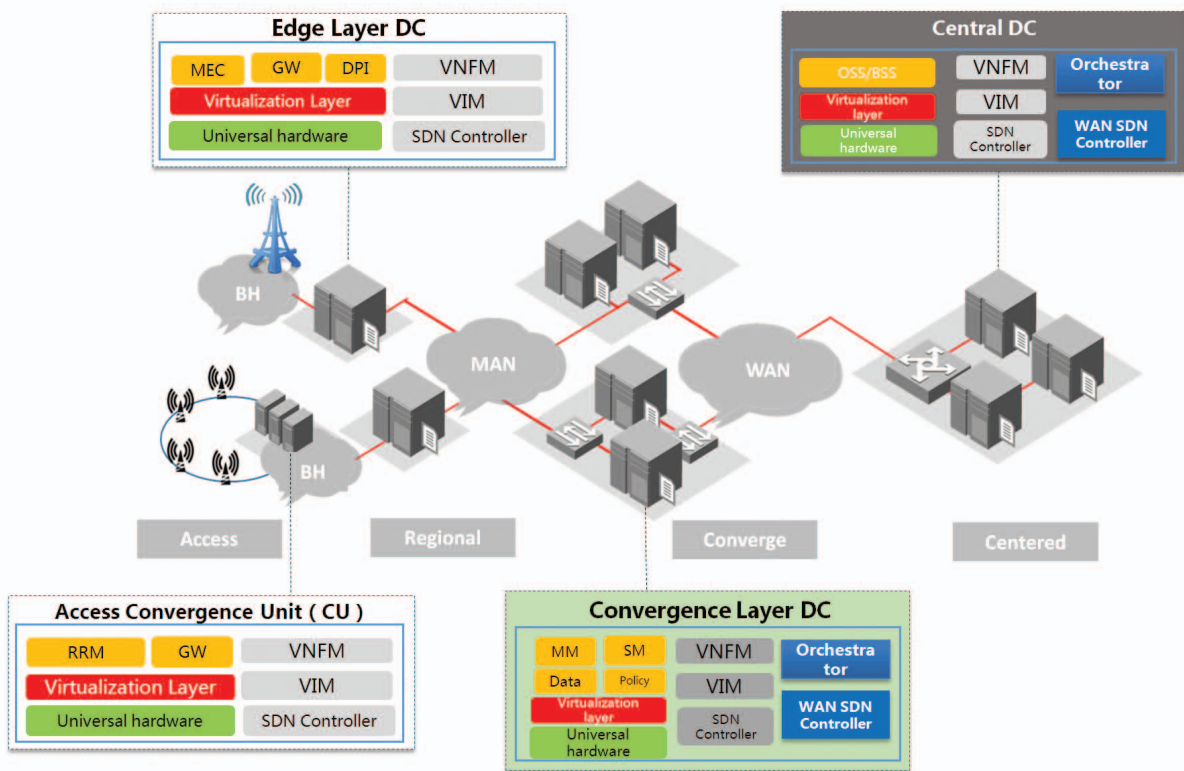 Edge Layer DC
MEC
GW
DPI
VNFM
Virtualization Layer
VIM
Universal hardware
SDN Controller
Central DC
OSS/BSS
VNFM
Orchestra
tor
Virtualization
layer
VIM
Universal
hardware
SDN
Controller
WAN SDN
Controller
BH
MAN
WAN
BH
Access
Regional
Converge
Centered
Access Convergence Unit ( CU )
RRM
GW
VNFM
Virtualization Layer
VIM
Universal hardware
SDN Controller
Convergence Layer DC
MM
SM
VNFM
Orchestra
tor
Data
Policy
VIM
Virtualization
layer
WAN SDN
Controller
Universal
hardware
SDN
Controller